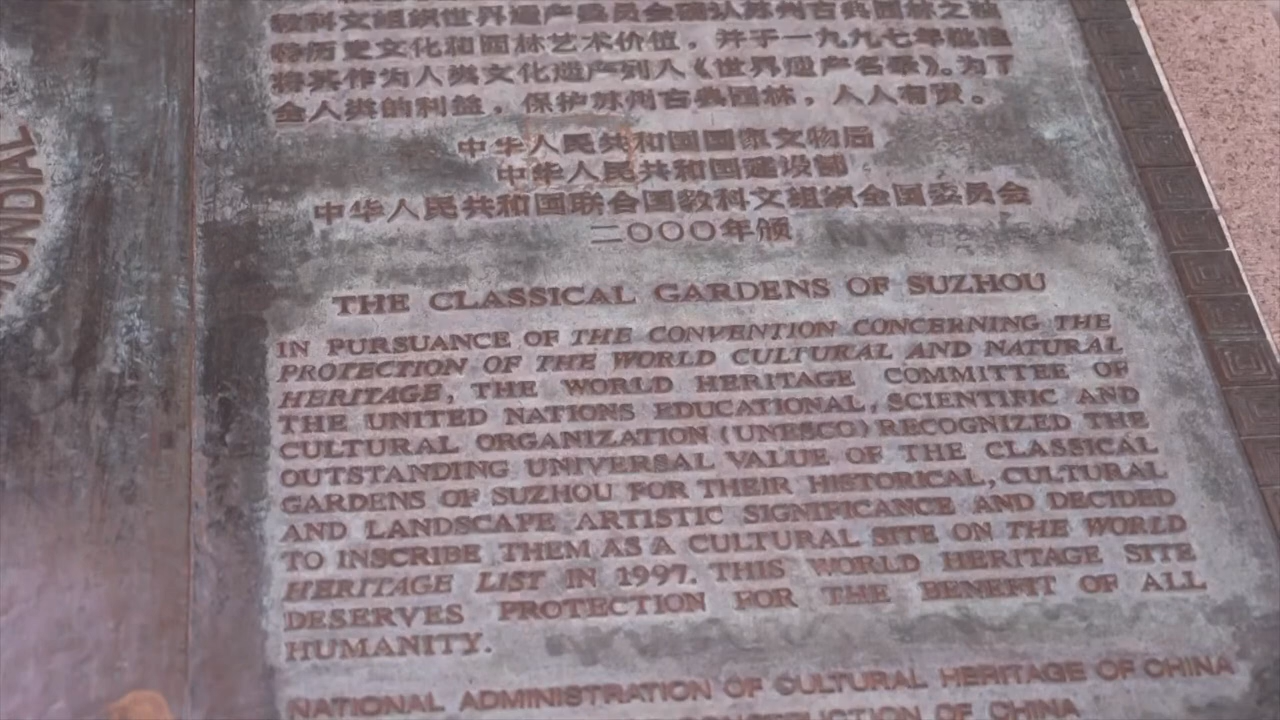 教科文组织世界遗产委员会确认苏州古典园林之独
特历史文化和园林艺术价值，并于一九九七年批准
将其作为人类文化遗产列入《世界遗产名录》。为了
全人类的利益，保护苏州古典园林，人人有责。
中华人民共和国国家文物局
中华人民共和国建设部
中华人民共和国联合国教科文组织全国委员会
二〇〇〇年颁
THE CLASSICAL GARDENS OF SUZHOU
IN PURSUANCE OF THE CONVENTION CONCERNING THE
PROTECTION OF THE WORLD CULTURAL AND NATURAL
HERITAGE, THE WORLD HERITAGE COMMITTEE OF
THE UNITED NATIONS EDUCATIONAL, SCIENTIFIC AND
CULTURAL ORGANIZATION (UNESCO) RECOGNIZED THE
OUTSTANDING UNIVERSAL VALUE OF THE CLASSICAL
GARDENS OF SUZHOU FOR THEIR HISTORICAL, CULTURAL
AND LANDSCAPE ARTISTIC SIGNIFICANCE AND DECIDED
TO INSCRIBE THEM AS A CULTURAL SITE ON THE WORLD
HERITAGE LIST IN 1997. THIS WORLD HERITAGE SITE
DESERVES PROTECTION FOR THE BENEFIT OF ALL
HUMANITY.
NATIONAL ADMINISTRATION OF CULTURAL HERITAGE OF CHINA
CONSTRUCTION OF CHINA
MONDIAL